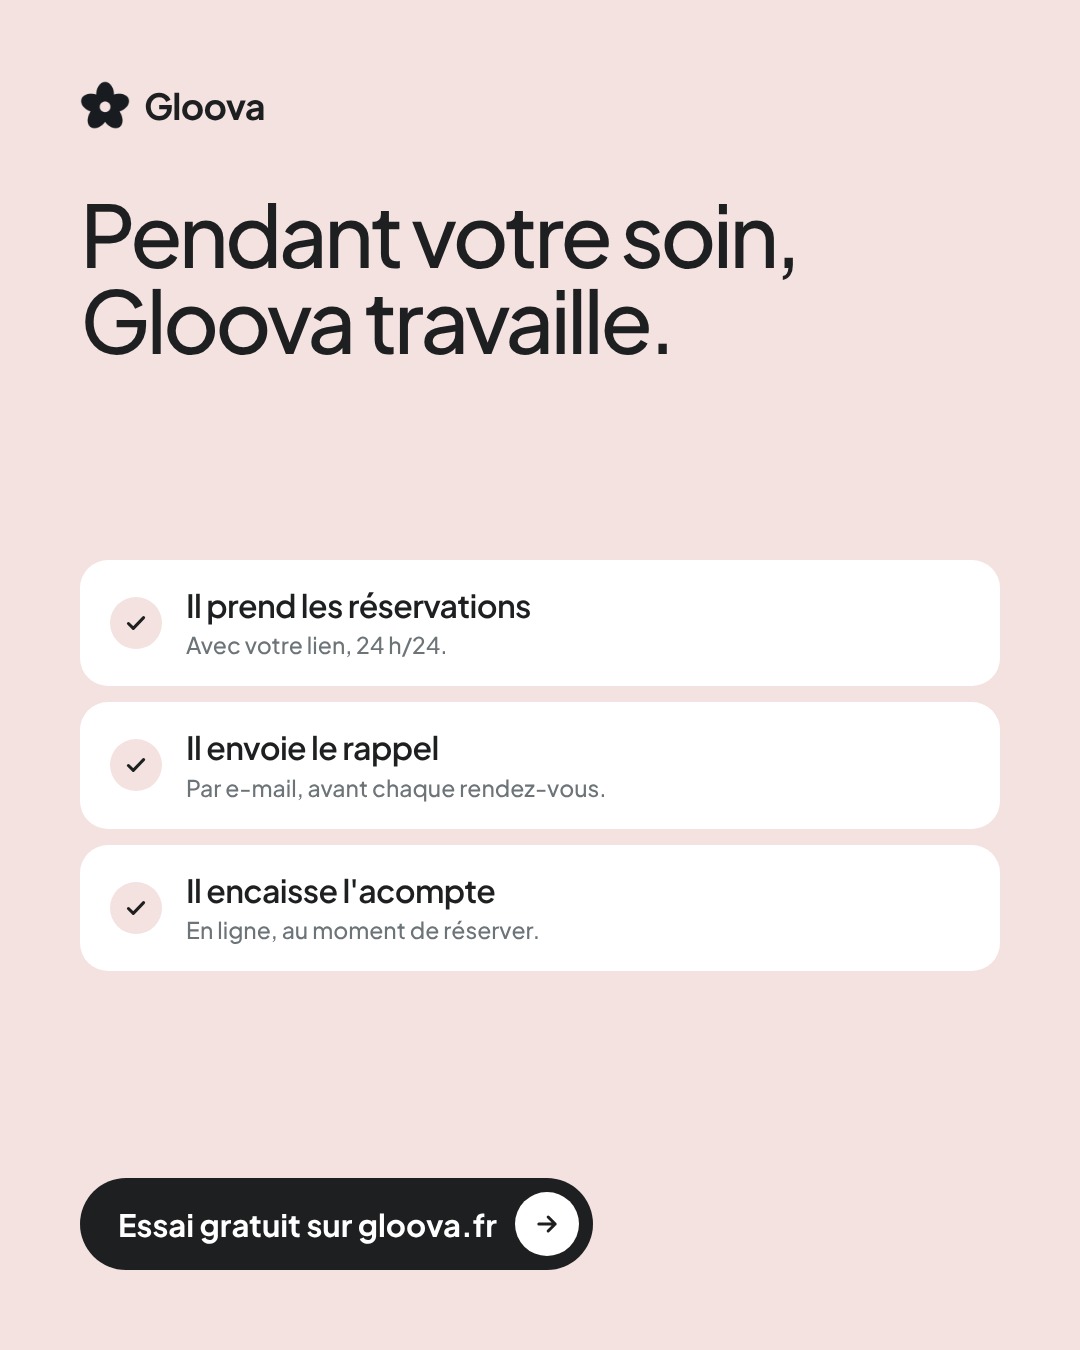 Gloova
Pendant votre soin,
Gloova travaille.
Il prend les réservations
Avec votre lien, 24 h/24.
Il envoie le rappel
Par e-mail, avant chaque rendez-vous.
Il encaisse l'acompte
En ligne, au moment de réserver.
Essai gratuit sur gloova.fr